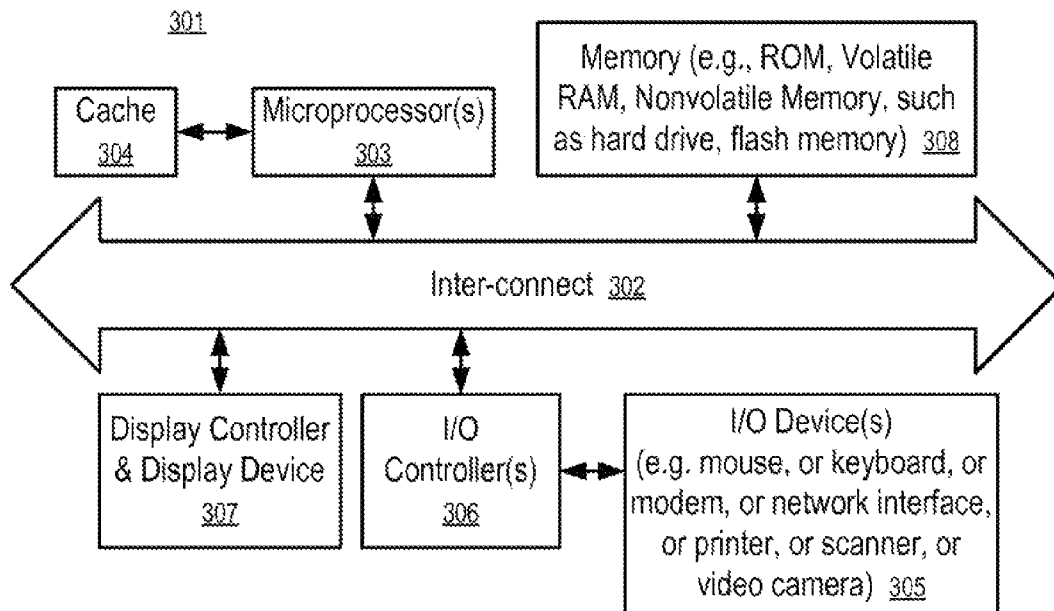 301
Cache
304
Microprocessor(s)
303
Memory (e.g., ROM, Volatile
RAM, Nonvolatile Memory, such
as hard drive, flash memory) 308
Inter-connect 302
Display Controller
& Display Device
307
I/O
Controller(s)
306
I/O Device(s)
(e.g. mouse, or keyboard, or
modem, or network interface,
or printer, or scanner, or
video camera) 305